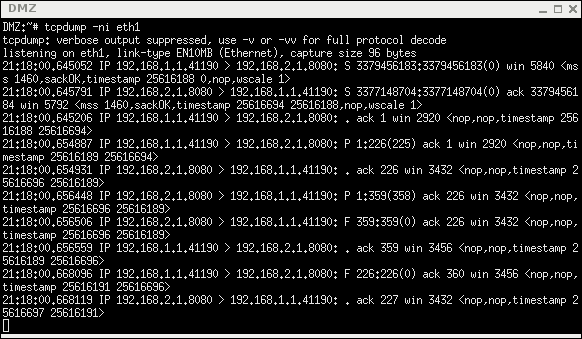 DMZ
DMZ:~# tcpdump -ni eth1
tcpdump: verbose output suppressed, use -v or -vv for full protocol decode
listening on eth1, link-type EN10MB (Ethernet), capture size 96 bytes
21:18:00.645052 IP 192.168.1.1.41190 > 192.168.2.1.8080: S 3379456183:3379456183(0) win 5840 <ms
s 1460,sackOK,timestamp 25616188 0,nop,wscale 1>
21:18:00.645791 IP 192.168.2.1.8080 > 192.168.1.1.41190: S 3377148704:3377148704(0) ack 33794561
84 win 5792 <mss 1460,sackOK,timestamp 25616694 25616188,nop,wscale 1>
21:18:00.645206 IP 192.168.1.1.41190 > 192.168.2.1.8080: . ack 1 win 2920 <nop,nop,timestamp 256
16188 25616694>
21:18:00.654887 IP 192.168.1.1.41190 > 192.168.2.1.8080: P 1:226(225) ack 1 win 2920 <nop,nop,ti
mestamp 25616189 25616694>
21:18:00.654931 IP 192.168.2.1.8080 > 192.168.1.1.41190: . ack 226 win 3432 <nop,nop,timestamp 2
5616696 25616189>
21:18:00.656448 IP 192.168.2.1.8080 > 192.168.1.1.41190: P 1:359(358) ack 226 win 3432 <nop,nop,
timestamp 25616696 25616189>
21:18:00.656506 IP 192.168.2.1.8080 > 192.168.1.1.41190: F 359:359(0) ack 226 win 3432 <nop,nop,
timestamp 25616696 25616189>
21:18:00.656559 IP 192.168.1.1.41190 > 192.168.2.1.8080: . ack 359 win 3456 <nop,nop,timestamp 2
5616189 25616696>
21:18:00.668096 IP 192.168.1.1.41190 > 192.168.2.1.8080: F 226:226(0) ack 360 win 3456 <nop,nop,
timestamp 25616191 25616696>
21:18:00.668119 IP 192.168.2.1.8080 > 192.168.1.1.41190: . ack 227 win 3432 <nop,nop,timestamp 2
5616697 25616191>